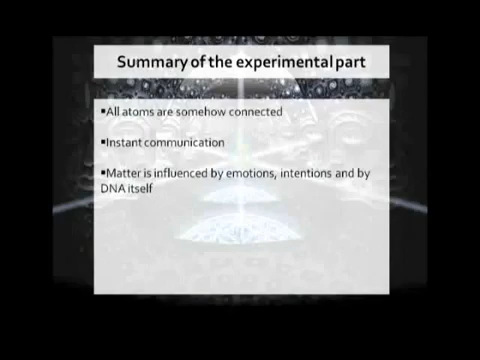 Summary of the experimental part
▪All atoms are somehow connected
▪Instant communication
▪Matter is influenced by emotions, intentions and by
DNA itself